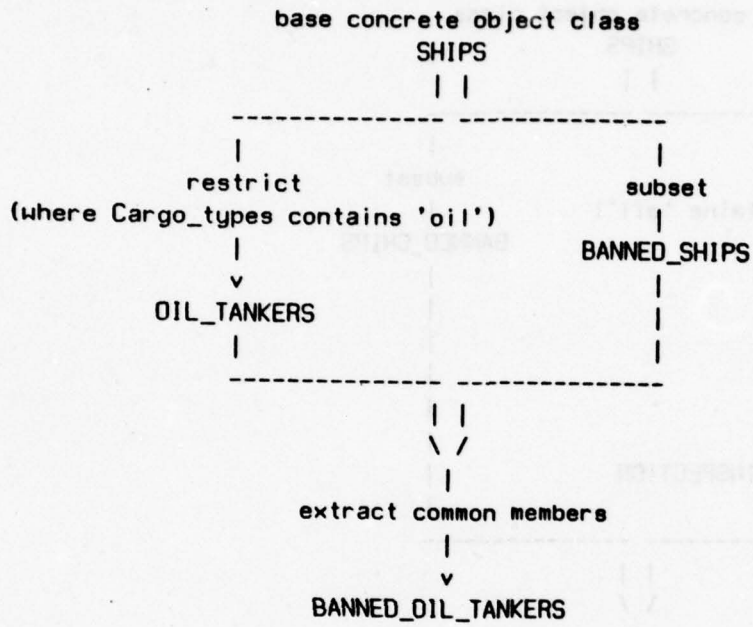 base concrete object class
SHIPS
restrict
subset
(where Cargo_types contains 'oil')
BANNED_SHIPS
OIL_TANKERS
extract common members
BANNED_OIL_TANKERS